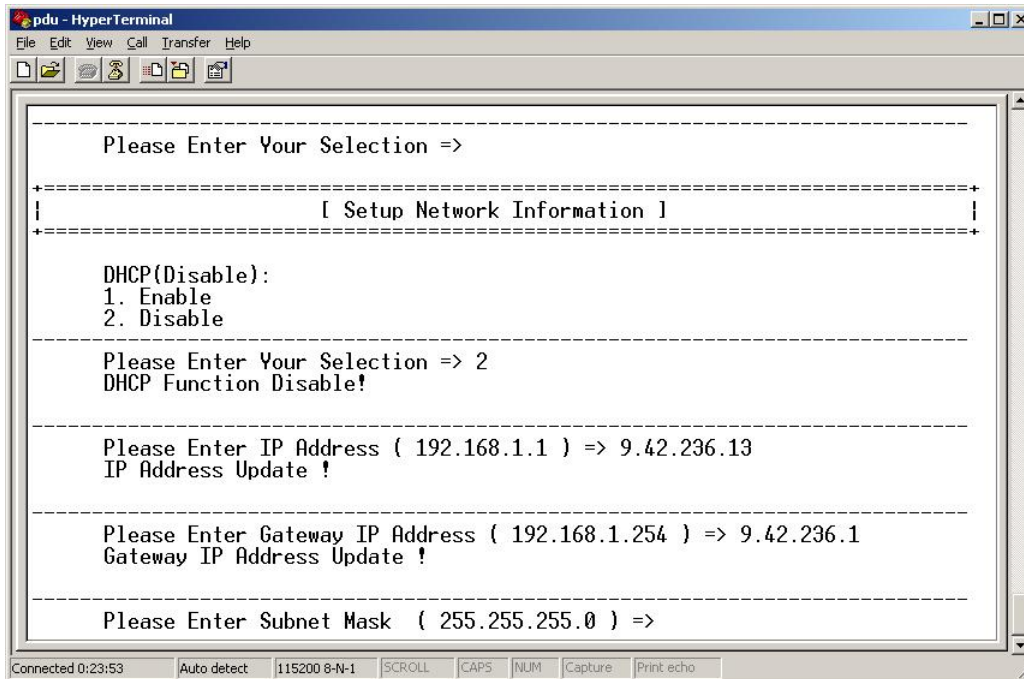 pdu - HyperTerminal
File Edit View Call Transfer Help
Please Enter Your Selection =>
[ Setup Network Information ]
DHCP(Disable):
1. Enable
2. Disable
Please Enter Your Selection => 2
DHCP Function Disable!
Please Enter IP Address ( 192.168.1.1 ) => 9.42.236.13
IP Address Update !
Please Enter Gateway IP Address ( 192.168.1.254 ) => 9.42.236.1
Gateway IP Address Update !
Please Enter Subnet Mask  ( 255.255.255.0 ) =>
Connected 0:23:53 Auto detect 115200 8-N-1 SCROLL CAPS NUM Capture Print echo